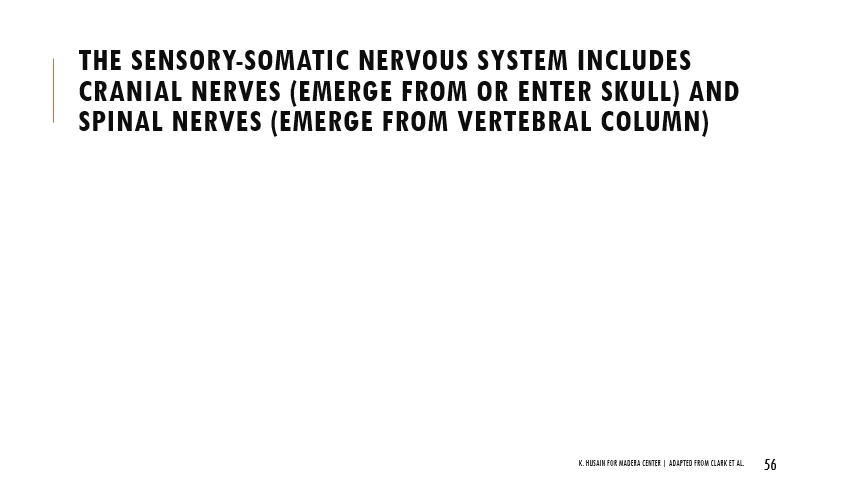 THE SENSORY-SOMATIC NERVOUS SYSTEM INCLUDES
CRANIAL NERVES (EMERGE FROM OR ENTER SKULL) AND
SPINAL NERVES (EMERGE FROM VERTEBRAL COLUMN)
K. HUSAIN FOR MADERA CENTER | ADAPTED FROM CLARK ET AL. 56